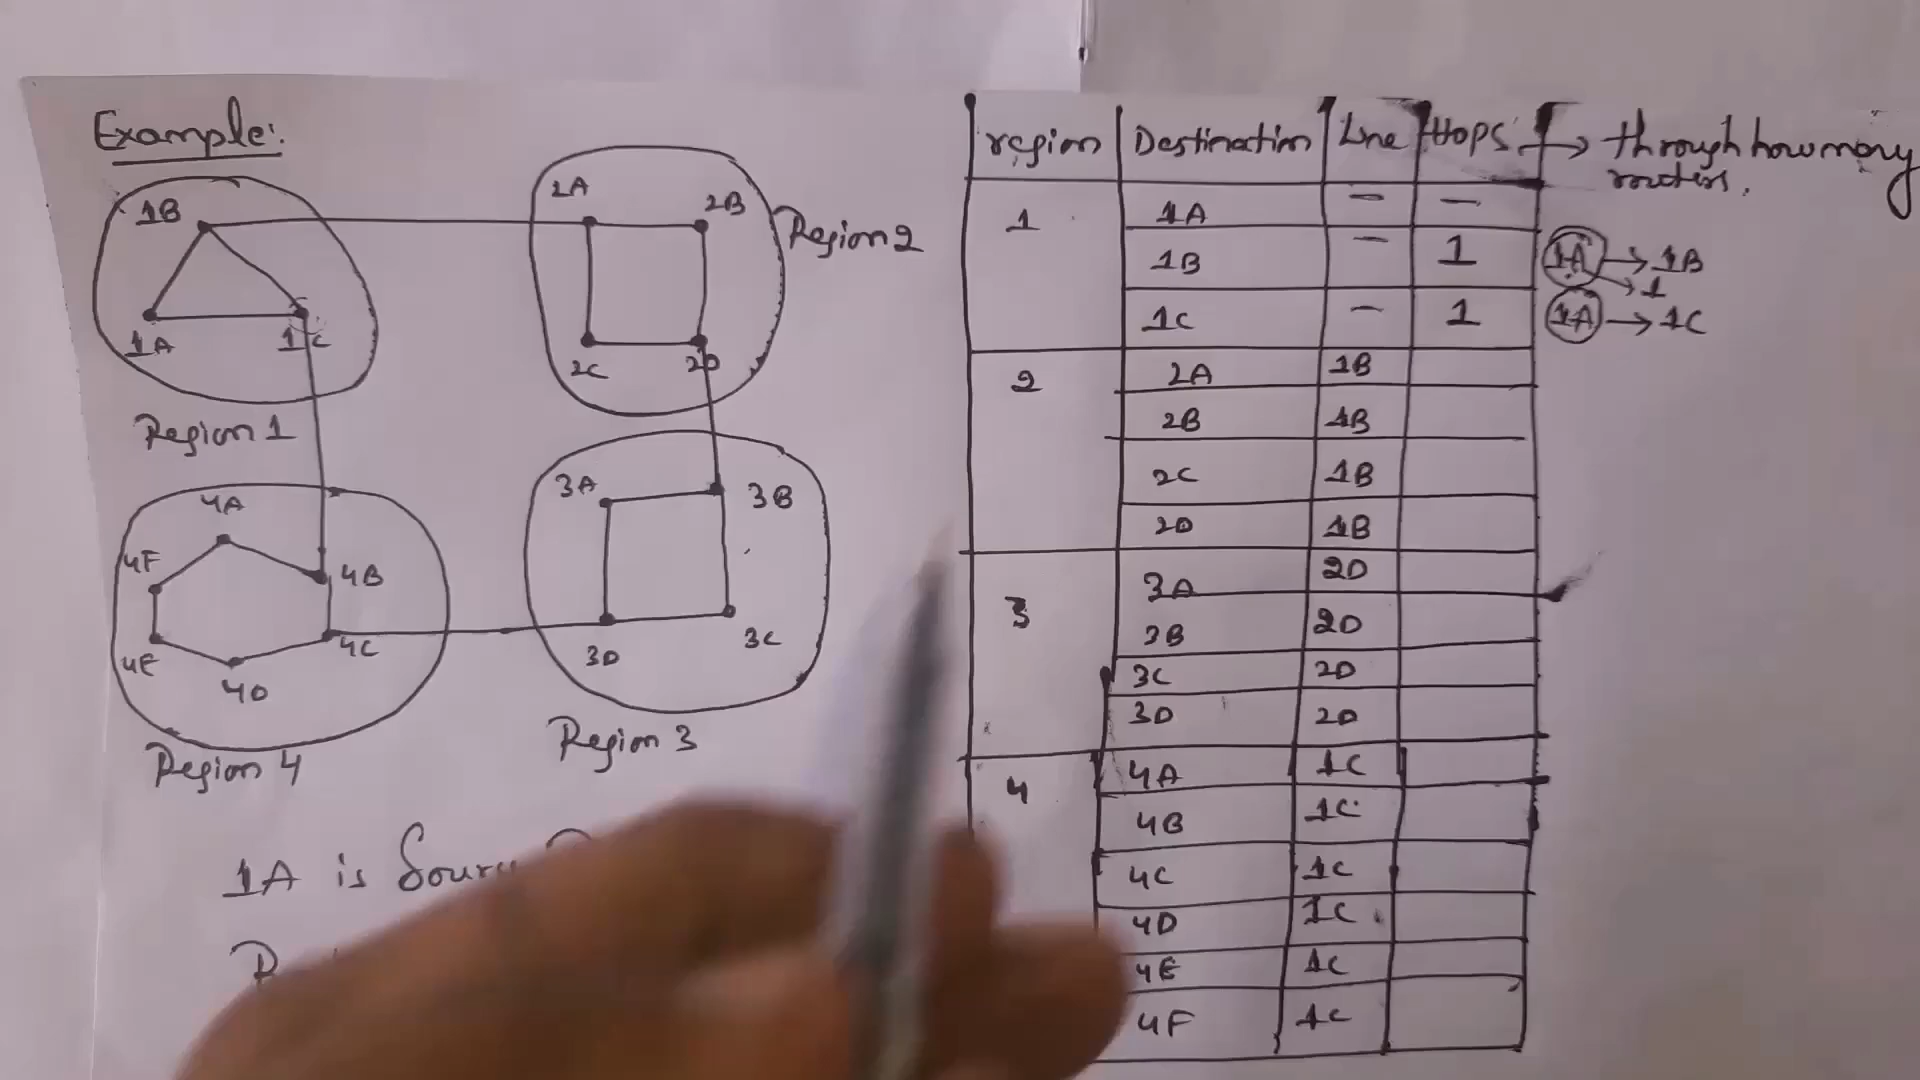 Example:
1B
1A
1C
Region 1
2A
2B
2C
2D
Region 2
4A
4F
4B
4E
4C
4D
Region 4
3A
3B
3D
3C
Region 3
1A is
region Destination Line Hops → through how many
routers.
1 1A - -
1B - 1 1A → 1B
→ 1
1C - 1 1A → 1C
2 2A 1B
2B 1B
2C 1B
2D 1B
3 3A 2D
3B 2D
3C 2D
3D 2D
4 4A 1C
4B 1C
4C 1C
4D 1C
4E 1C
4F 1C